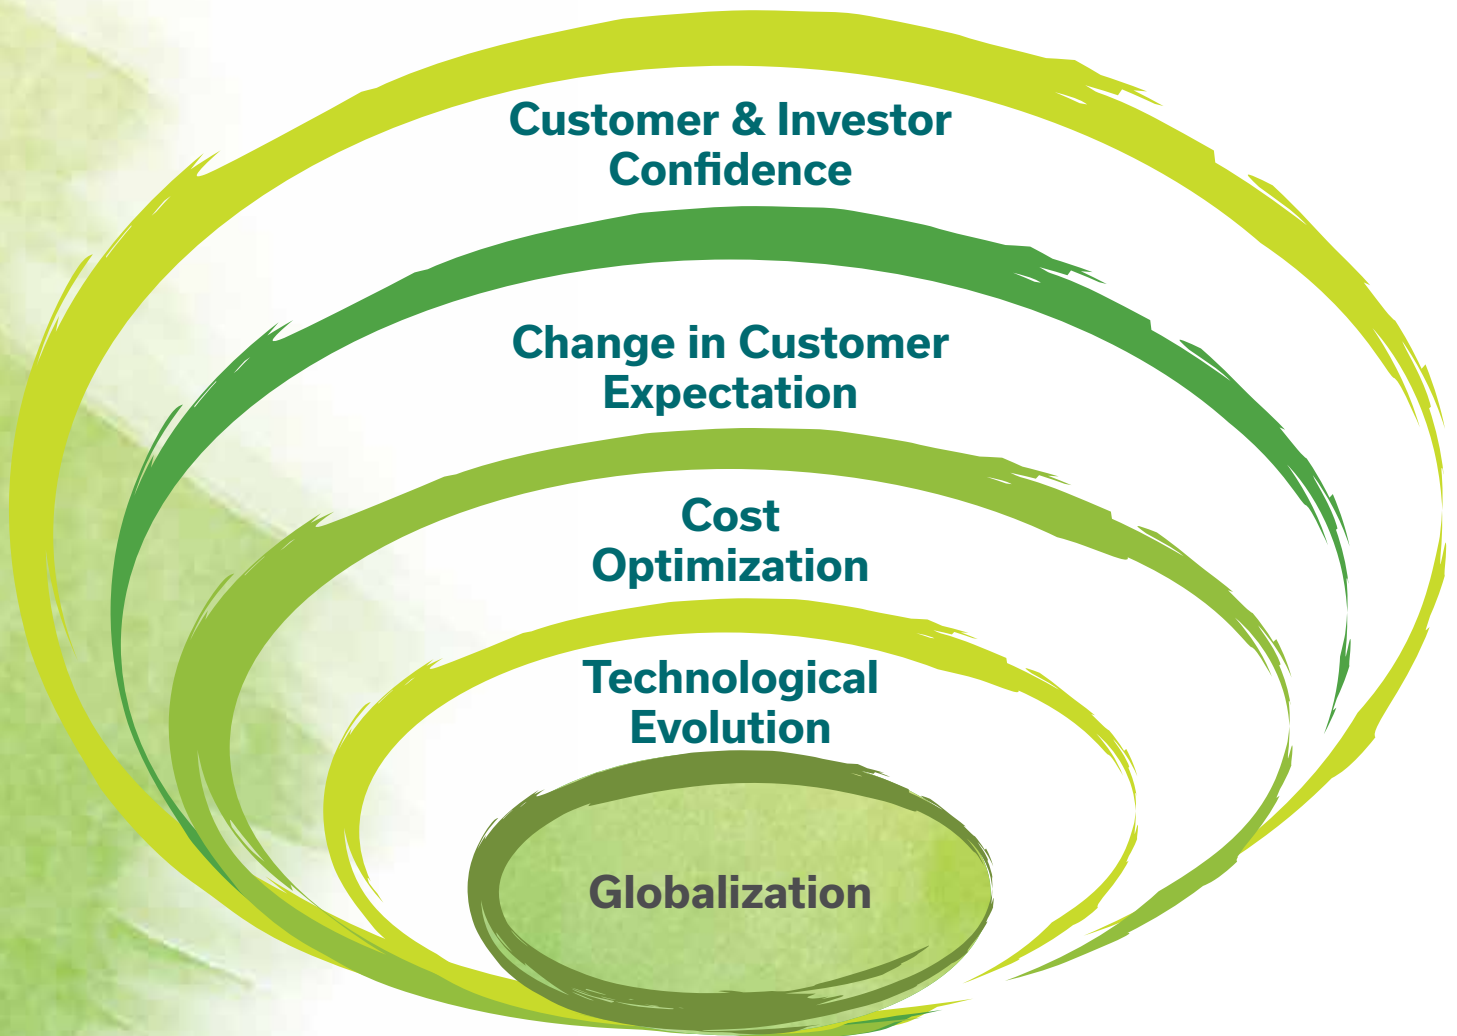 Customer & Investor
Confidence
Change in Customer
Expectation
Cost
Optimization
Technological
Evolution
Globalization